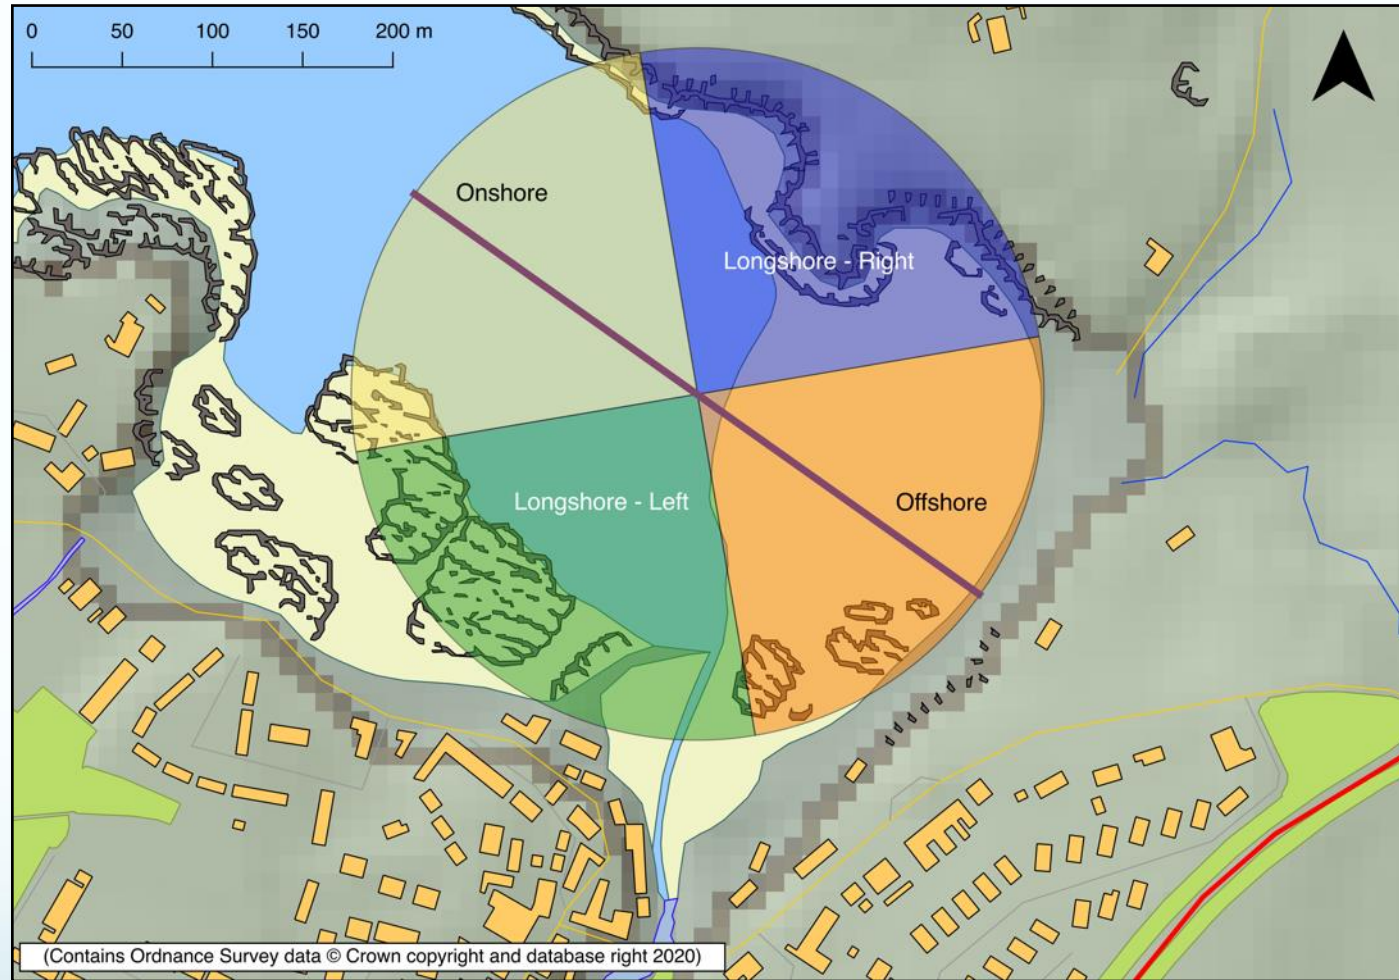 0 50 100 150 200 m
Onshore
Longshore - Right
Longshore - Left
Offshore
(Contains Ordnance Survey data © Crown copyright and database right 2020)